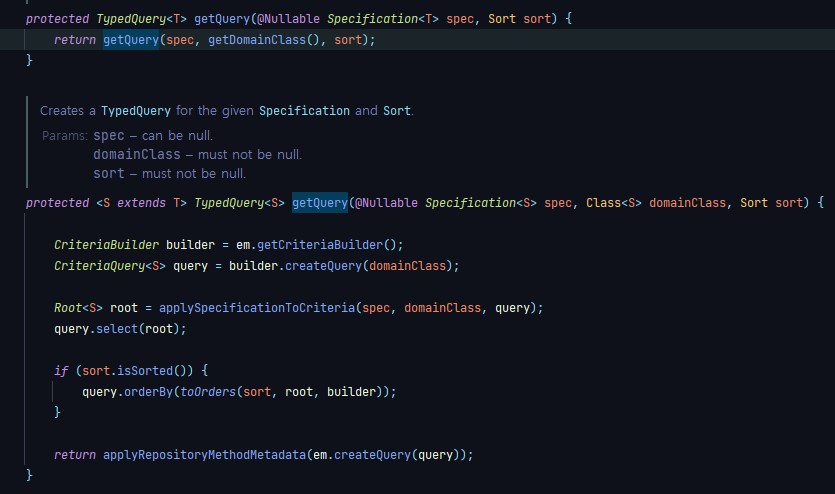 protected TypedQuery<T> getQuery(@Nullable Specification<T> spec, Sort sort) {
    return getQuery(spec, getDomainClass(), sort);
}
Creates a TypedQuery for the given Specification and Sort.
Params: spec – can be null.
domainClass – must not be null.
sort – must not be null.
protected <S extends T> TypedQuery<S> getQuery(@Nullable Specification<S> spec, Class<S> domainClass, Sort sort) {
    CriteriaBuilder builder = em.getCriteriaBuilder();
    CriteriaQuery<S> query = builder.createQuery(domainClass);
    Root<S> root = applySpecificationToCriteria(spec, domainClass, query);
    query.select(root);
    if (sort.isSorted()) {
        query.orderBy(toOrders(sort, root, builder));
    }
    return applyRepositoryMethodMetadata(em.createQuery(query));
}